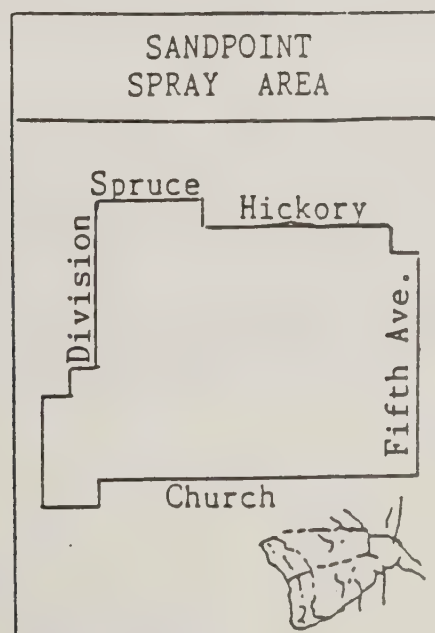 SANDPOINT
SPRAY AREA
Spruce
Hickory
Division
Fifth Ave.
Church